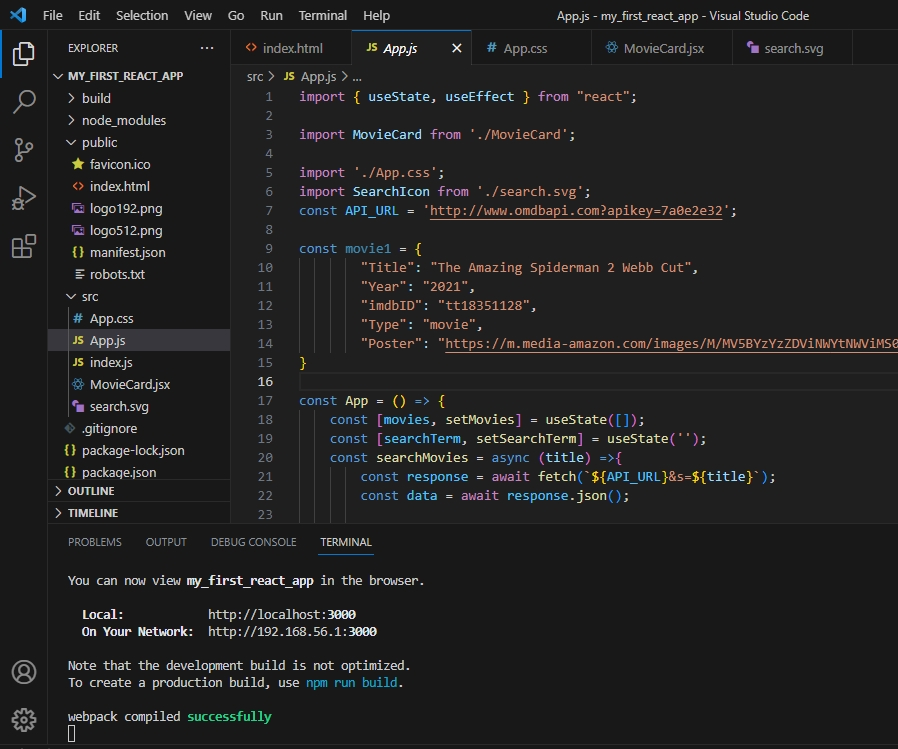 File Edit Selection View Go Run Terminal Help App.js - my_first_react_app - Visual Studio Code
EXPLORER ...
MY_FIRST_REACT_APP
build
node_modules
public
favicon.ico
index.html
logo192.png
logo512.png
manifest.json
robots.txt
src
App.css
App.js
index.js
MovieCard.jsx
search.svg
.gitignore
package-lock.json
package.json
OUTLINE
TIMELINE
index.html JS App.js App.css MovieCard.jsx search.svg
src > JS App.js > ...
1 import { useState, useEffect } from "react";
2
3 import MovieCard from './MovieCard';
4
5 import './App.css';
6 import SearchIcon from './search.svg';
7 const API_URL = 'http://www.omdbapi.com?apikey=7a0e2e32';
8
9 const movie1 = {
10 "Title": "The Amazing Spiderman 2 Webb Cut",
11 "Year": "2021",
12 "imdbID": "tt18351128",
13 "Type": "movie",
14 "Poster": "https://m.media-amazon.com/images/M/MV5BYzYzZDViNWYtNWViMS0
15 }
16
17 const App = () => {
18 const [movies, setMovies] = useState([]);
19 const [searchTerm, setSearchTerm] = useState('');
20 const searchMovies = async (title) =>{
21 const response = await fetch(`${API_URL}&s=${title}`);
22 const data = await response.json();
23
PROBLEMS OUTPUT DEBUG CONSOLE TERMINAL
You can now view my_first_react_app in the browser.
Local: http://localhost:3000
On Your Network: http://192.168.56.1:3000
Note that the development build is not optimized.
To create a production build, use npm run build.
webpack compiled successfully